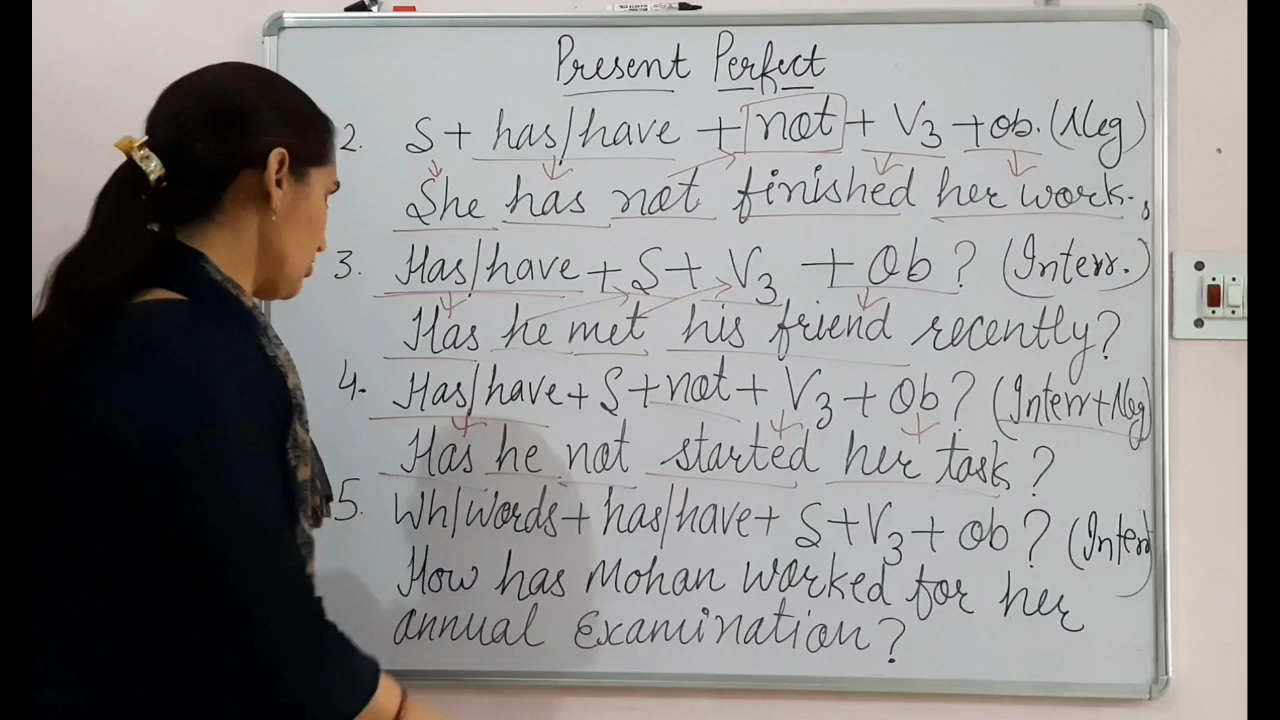 Present Perfect
2. S + has/have + not + V3 + Ob. (Neg)
She has not finished her work.
3. Has/have + S + V3 + Ob? (Interr.)
Has he met his friend recently?
4. Has/have + S + not + V3 + Ob? (Interr+Neg)
Has he not started her task?
5. Wh/words + has/have + S + V3 + Ob? (Interr)
How has Mohan worked for her
annual Examination?